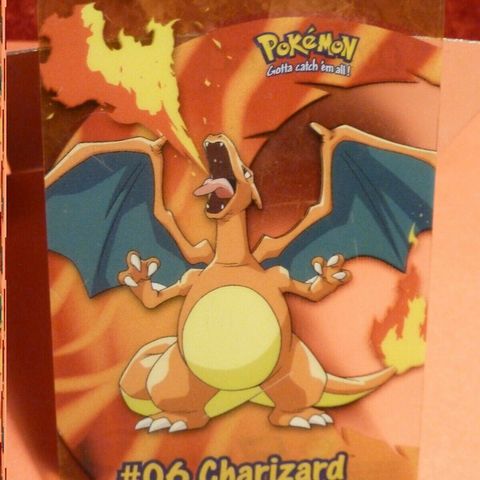 POKéMON
Gotta catch 'em all!
#06 Charizard